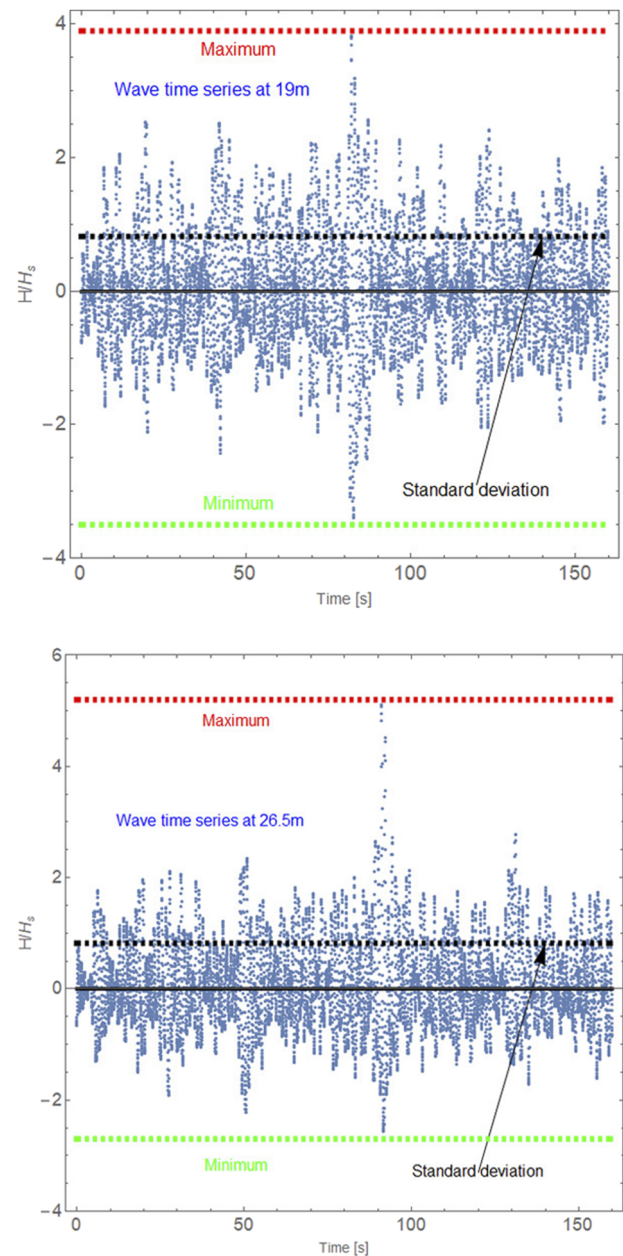 4
Maximum
Wave time series at 19m
2
H/Hs
0
−2
Standard deviation
Minimum
−4
0 50 100 150
Time [s]
6
Maximum
4
Wave time series at 26.5m
2
H/Hs
0
−2
Minimum
Standard deviation
−4
0 50 100 150
Time [s]